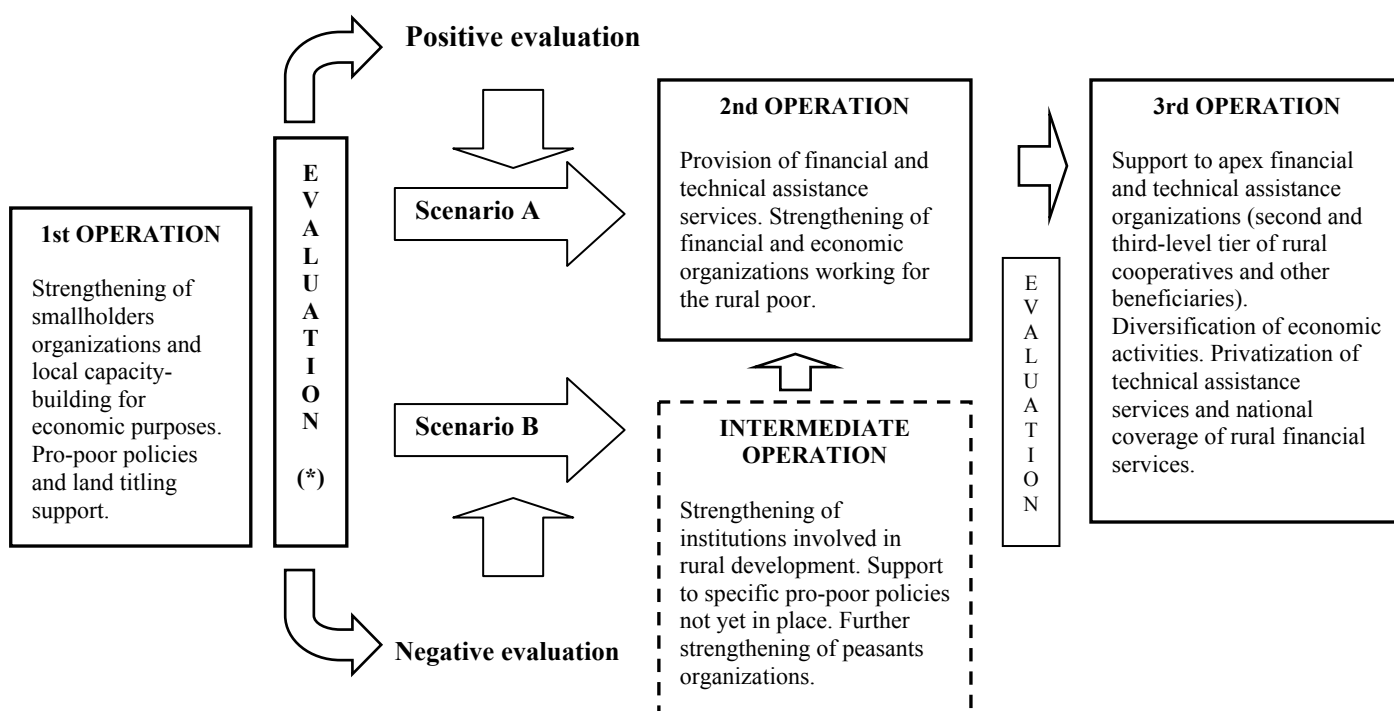 1st OPERATION
Strengthening of
smallholders
organizations and
local capacity-
building for
economic purposes.
Pro-poor policies
and land titling
support.
EVALUATION
(*)
Positive evaluation
Scenario A
Scenario B
Negative evaluation
2nd OPERATION
Provision of financial and
technical assistance
services. Strengthening of
financial and economic
organizations working for
the rural poor.
INTERMEDIATE
OPERATION
Strengthening of
institutions involved in
rural development. Support
to specific pro-poor policies
not yet in place. Further
strengthening of peasants
organizations.
EVALUATION
3rd OPERATION
Support to apex financial
and technical assistance
organizations (second and
third-level tier of rural
cooperatives and other
beneficiaries).
Diversification of economic
activities. Privatization of
technical assistance
services and national
coverage of rural financial
services.